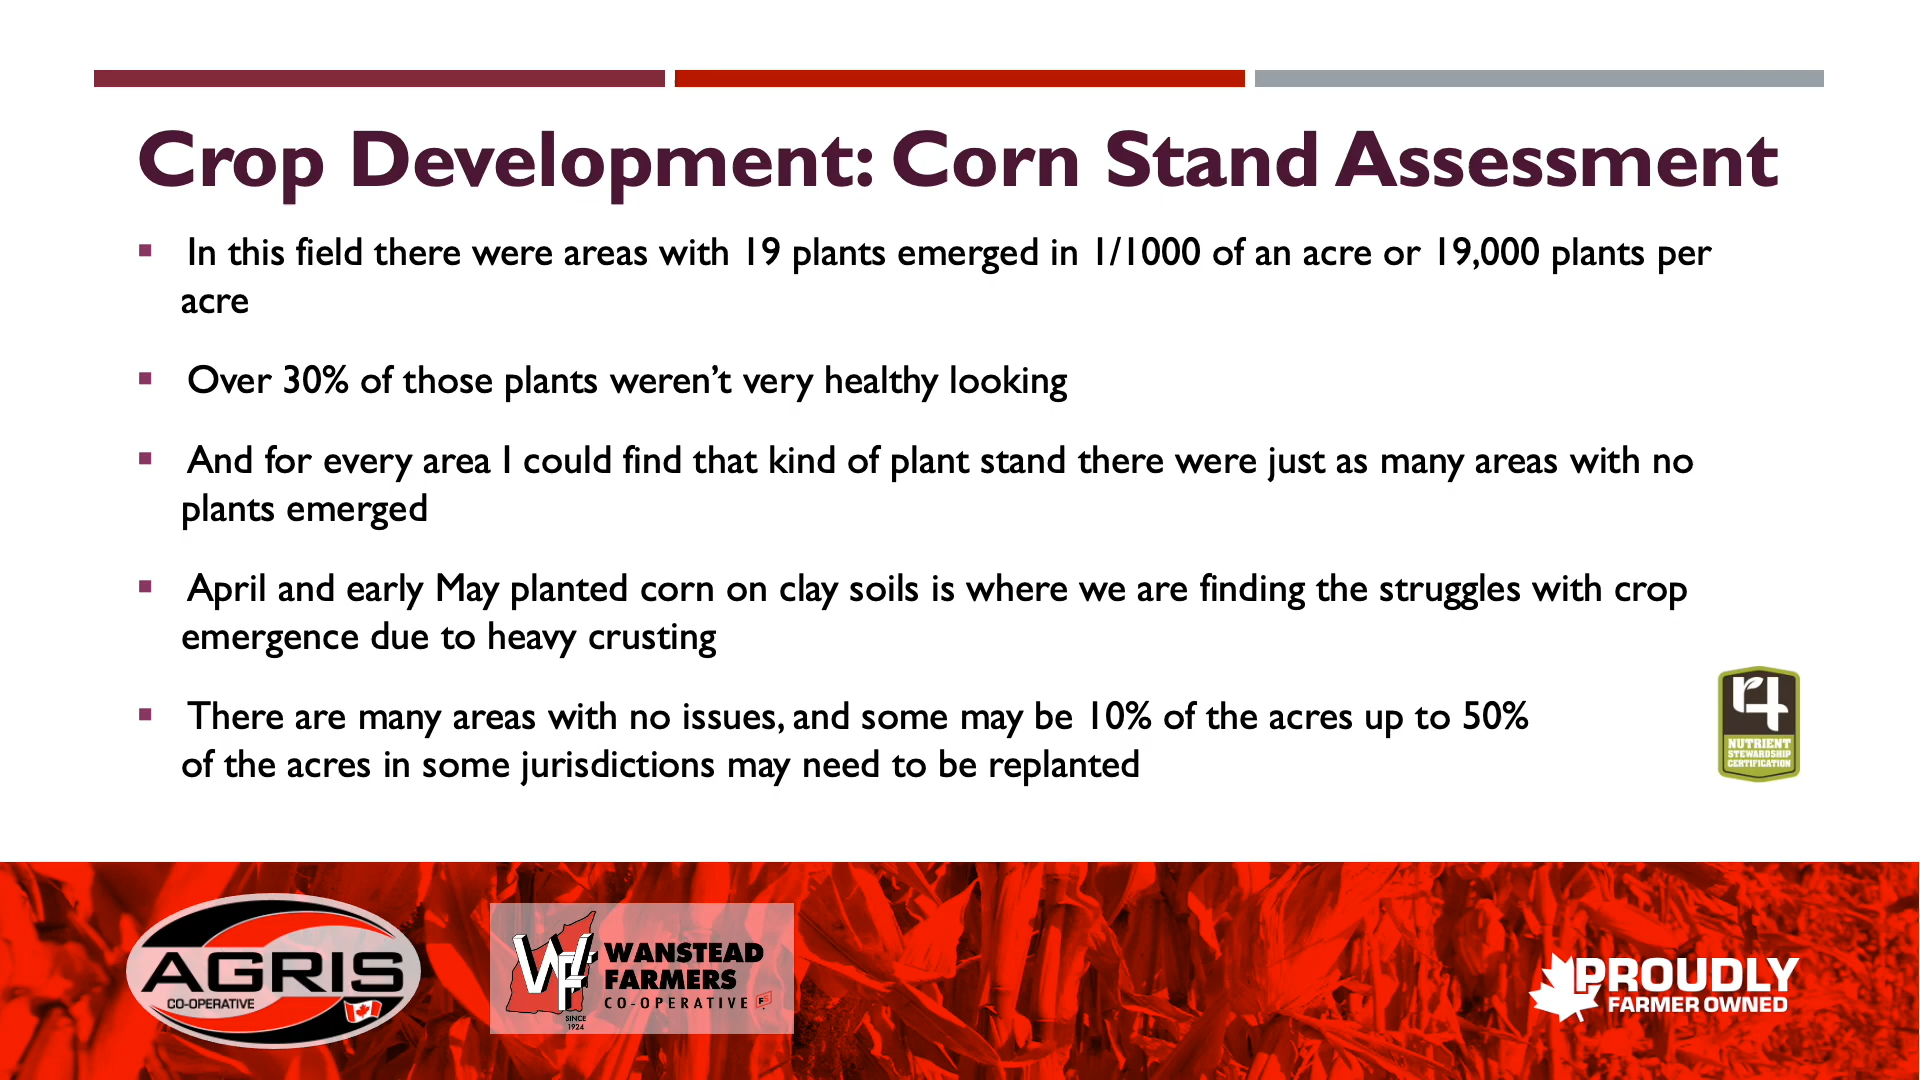 Crop Development: Corn Stand Assessment
▪ In this field there were areas with 19 plants emerged in 1/1000 of an acre or 19,000 plants per
acre
▪ Over 30% of those plants weren’t very healthy looking
▪ And for every area I could find that kind of plant stand there were just as many areas with no
plants emerged
▪ April and early May planted corn on clay soils is where we are finding the struggles with crop
emergence due to heavy crusting
▪ There are many areas with no issues, and some may be 10% of the acres up to 50%
of the acres in some jurisdictions may need to be replanted
r4
NUTRIENT
STEWARDSHIP
CERTIFICATION
AGRIS
CO-OPERATIVE
WF
SINCE
1924
WANSTEAD
FARMERS
CO-OPERATIVE
PROUDLY
FARMER OWNED